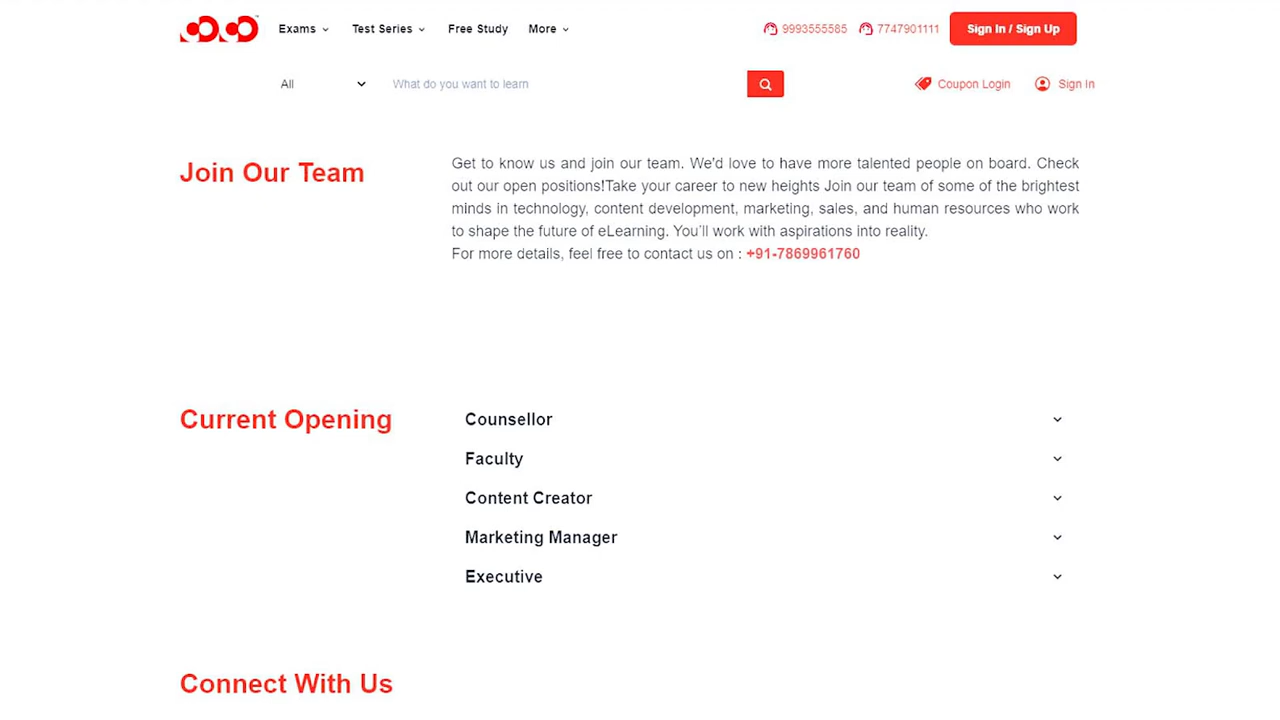 Exams Test Series Free Study More 9993555585 7747901111 Sign In / Sign Up
All What do you want to learn Coupon Login Sign In
Join Our Team
Get to know us and join our team. We'd love to have more talented people on board. Check
out our open positions!Take your career to new heights Join our team of some of the brightest
minds in technology, content development, marketing, sales, and human resources who work
to shape the future of eLearning. You'll work with aspirations into reality.
For more details, feel free to contact us on : +91-7869961760
Current Opening
Counsellor
Faculty
Content Creator
Marketing Manager
Executive
Connect With Us